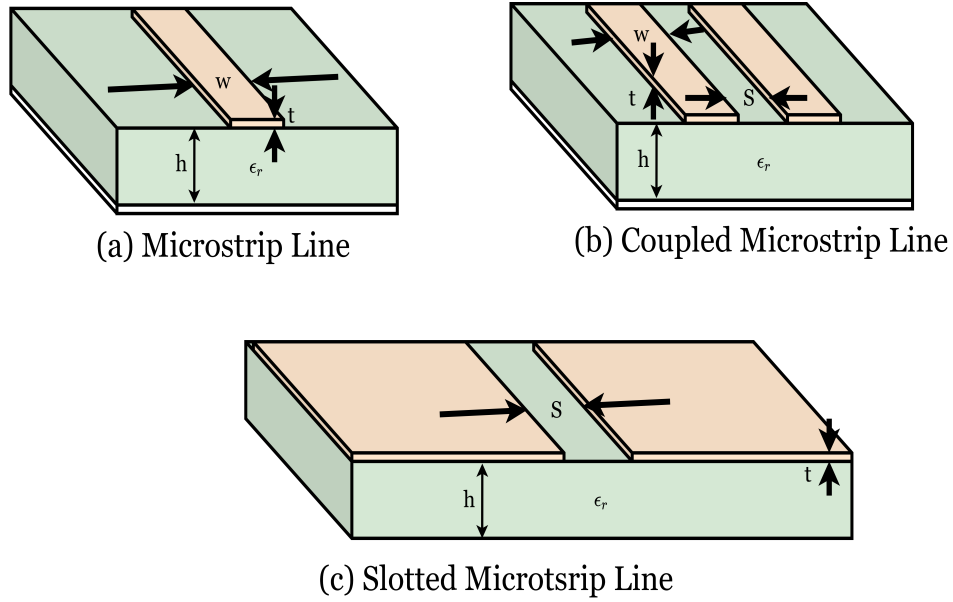 w
t
h
ϵr
(a) Microstrip Line
w
t
S
h
ϵr
(b) Coupled Microstrip Line
S
t
h
ϵr
(c) Slotted Microtsrip Line